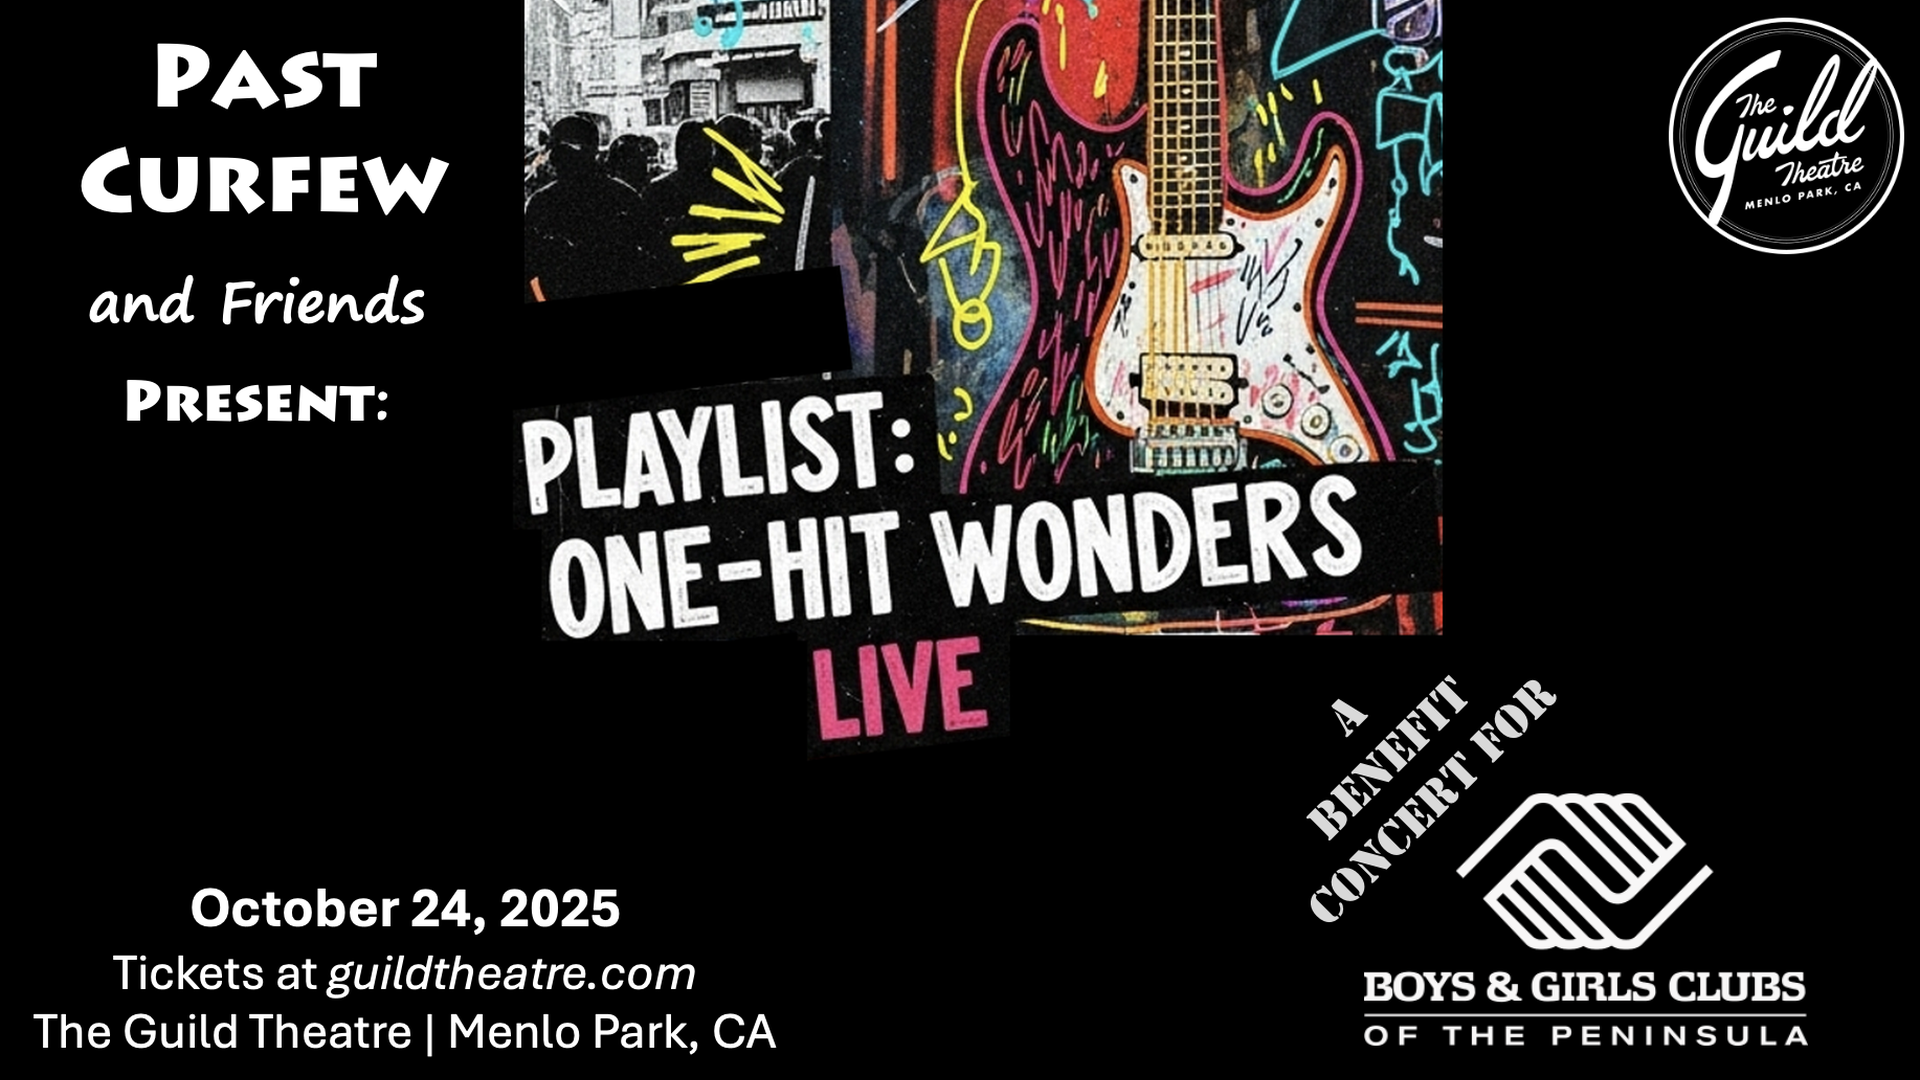 PAST
CURFEW
and Friends
PRESENT:
The
Guild
Theatre
MENLO PARK, CA
PLAYLIST:
ONE-HIT WONDERS
LIVE
A
BENEFIT
CONCERT FOR
BOYS & GIRLS CLUBS
OF THE PENINSULA
October 24, 2025
Tickets at guildtheatre.com
The Guild Theatre | Menlo Park, CA